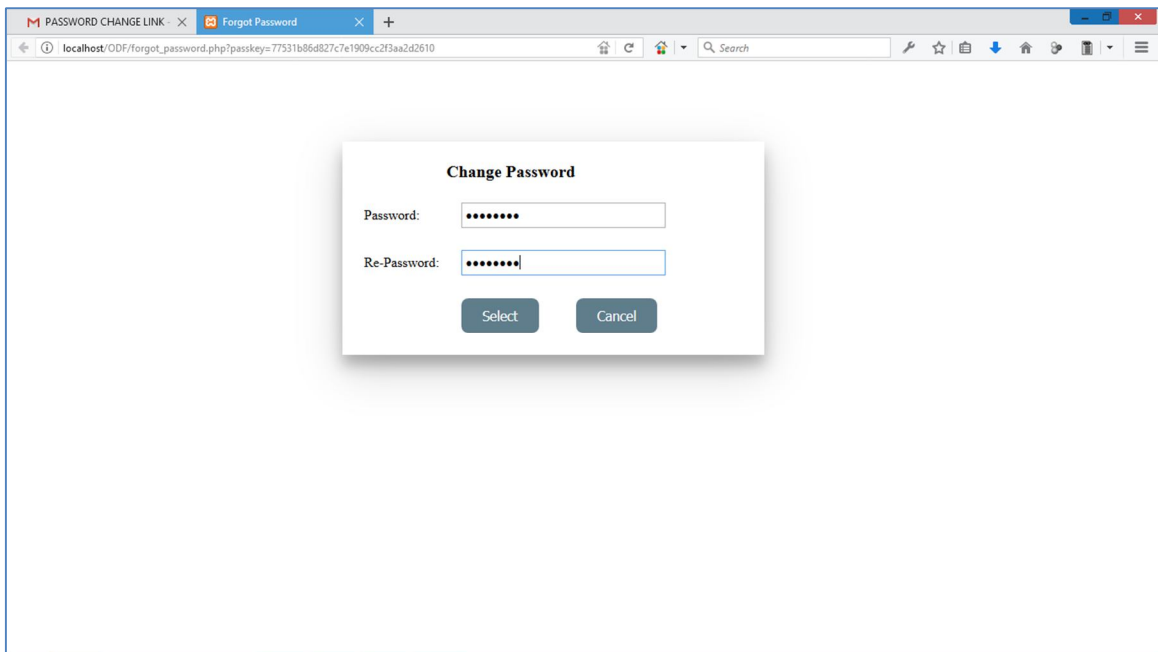 PASSWORD CHANGE LINK - Forgot Password
localhost/ODF/forgot_password.php?passkey=77531b86d827c7e1909cc2f3aa2d2610 Search
Change Password
Password: ••••••••
Re-Password: ••••••••
Select Cancel